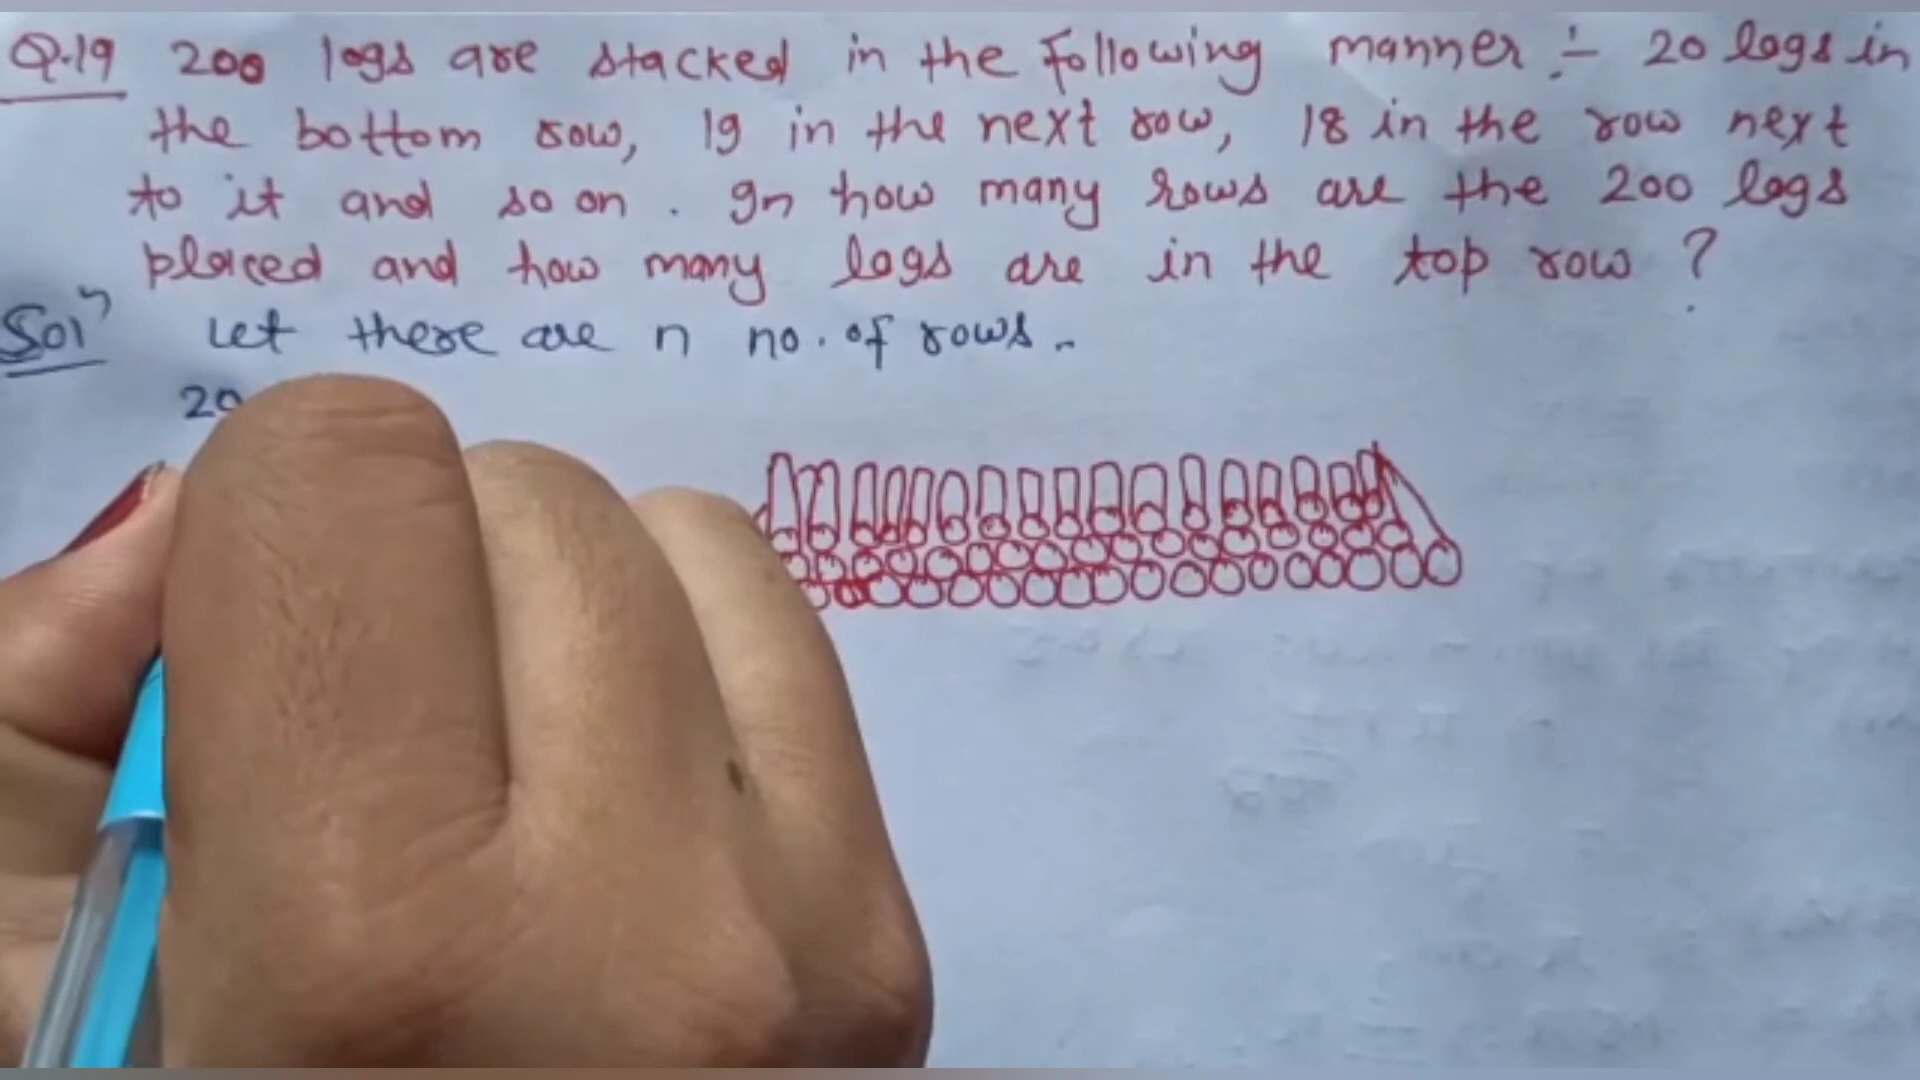 Q.19 200 logs are stacked in the following manner :- 20 logs in
the bottom row, 19 in the next row, 18 in the row next
to it and so on. In how many rows are the 200 logs
placed and how many logs are in the top row ?
Solⁿ Let there are n no. of rows.
20